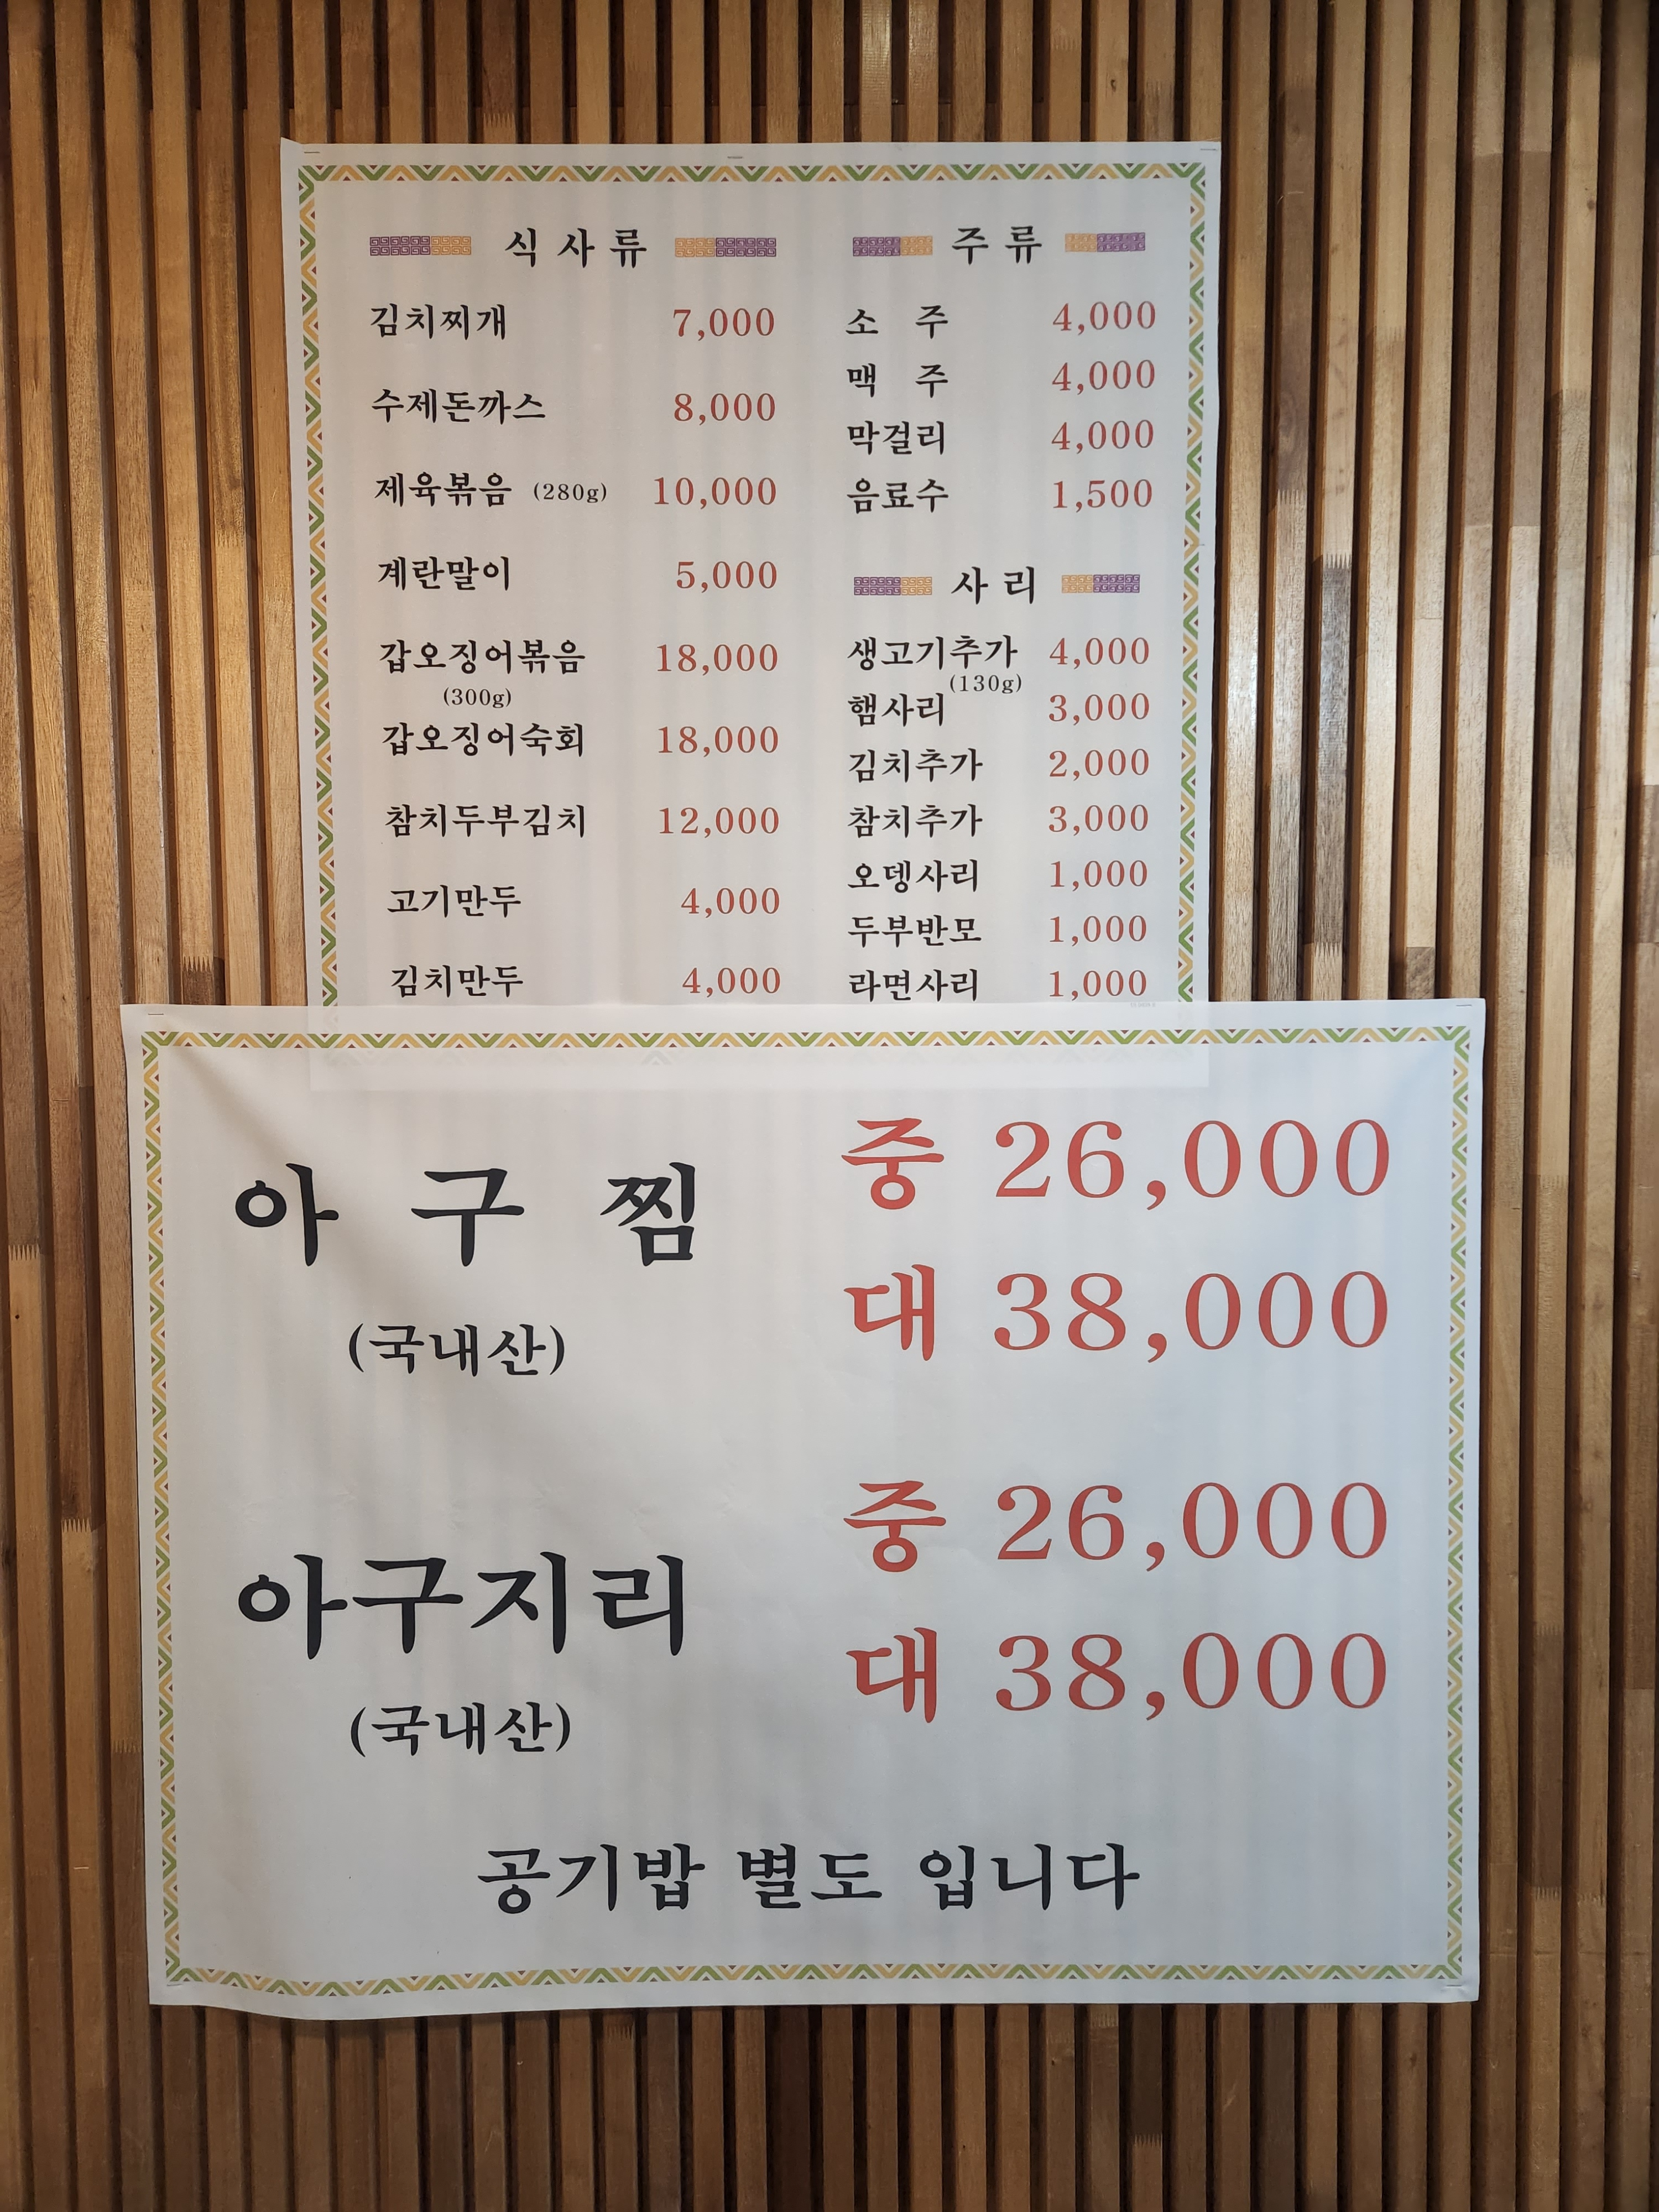 식사류
김치찌개 7,000
수제돈까스 8,000
제육볶음 (280g) 10,000
계란말이 5,000
갑오징어볶음 18,000
(300g)
갑오징어숙회 18,000
참치두부김치 12,000
고기만두 4,000
김치만두 4,000
주류
소 주 4,000
맥 주 4,000
막걸리 4,000
음료수 1,500
사리
생고기추가 4,000
(130g)
햄사리 3,000
김치추가 2,000
참치추가 3,000
오뎅사리 1,000
두부반모 1,000
라면사리 1,000
아 구 찜
(국내산)
중 26,000
대 38,000
아구지리
(국내산)
중 26,000
대 38,000
공기밥 별도 입니다